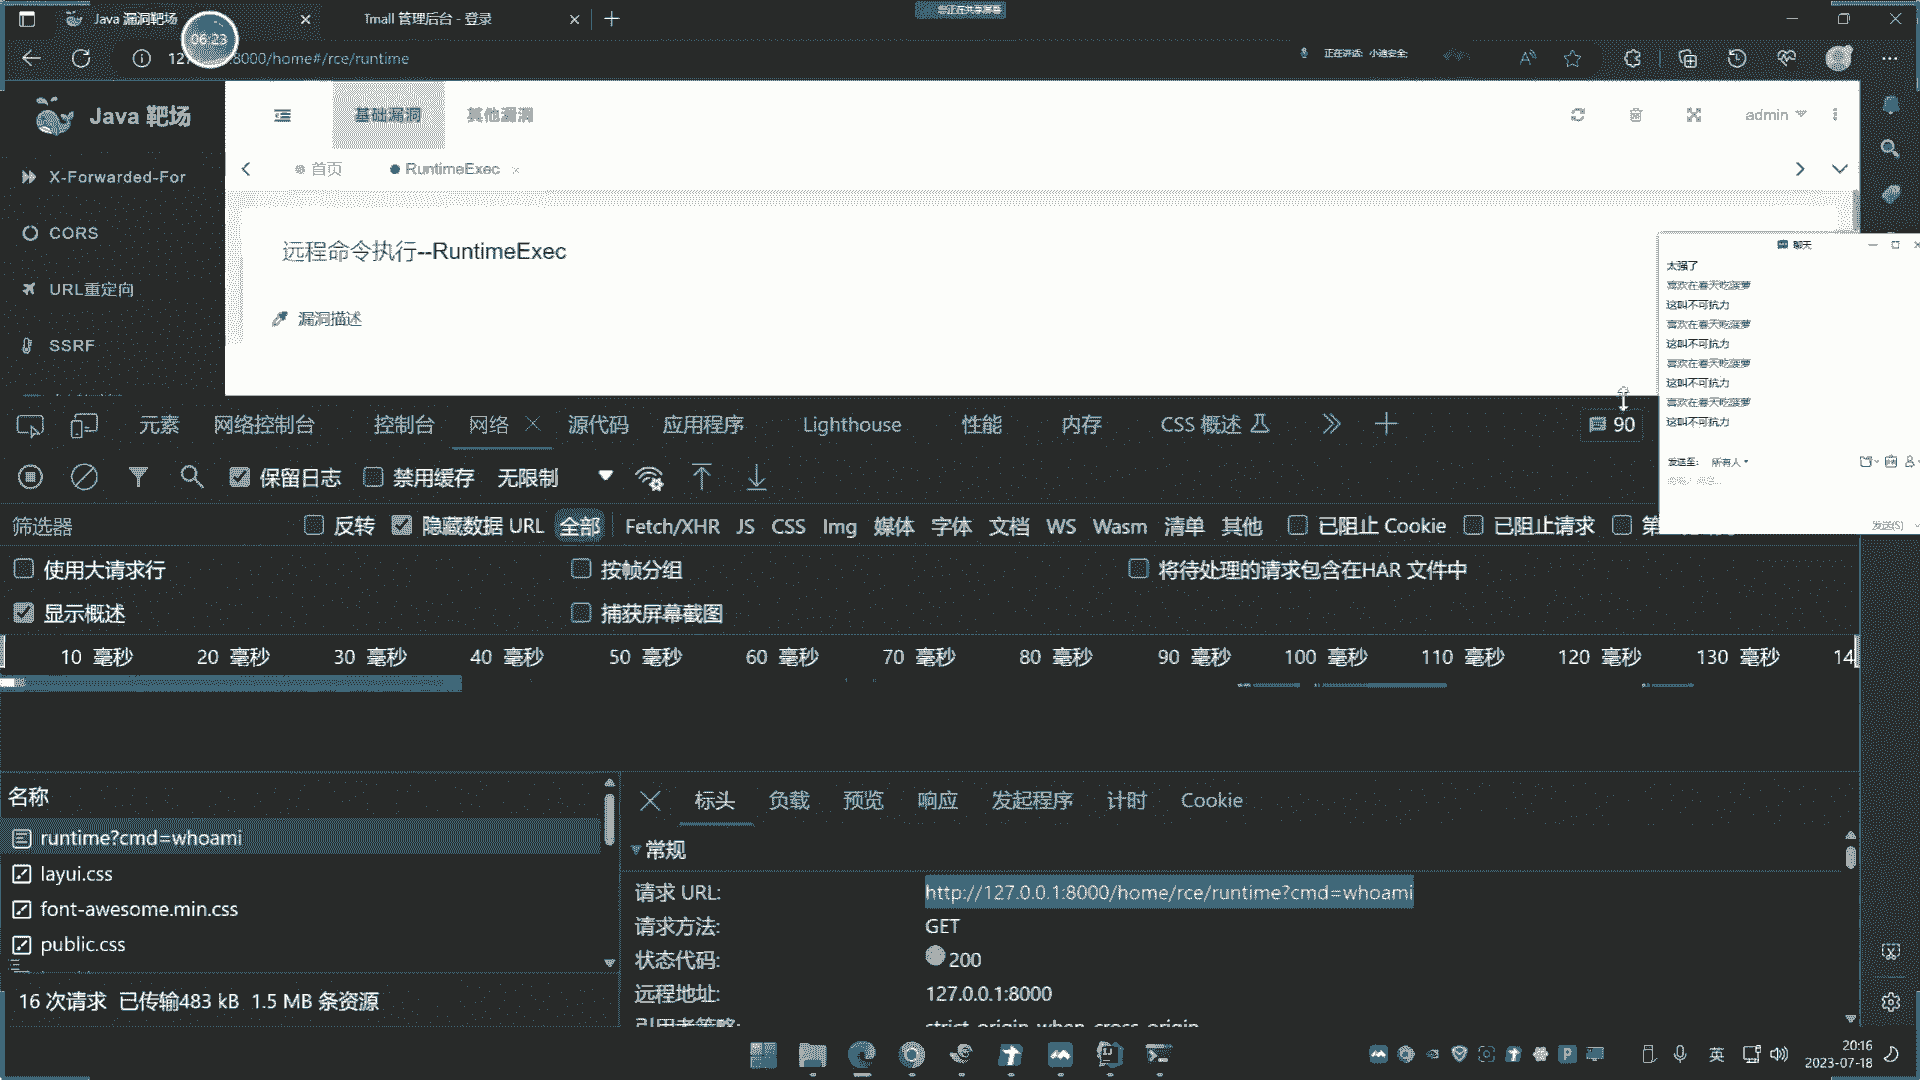 Java 漏洞靶场
Tmall 管理后台 - 登录
您正在共享屏幕
06:23
127
8000/home#/rce/runtime
正在讲话: 小迪安全;
Java 靶场
基础漏洞
其他漏洞
admin
首页
RuntimeExec
X-Forwarded-For
CORS
URL重定向
SSRF
远程命令执行--RuntimeExec
漏洞描述
聊天
太强了
喜欢在春天吃菠萝
这叫不可抗力
喜欢在春天吃菠萝
这叫不可抗力
喜欢在春天吃菠萝
这叫不可抗力
喜欢在春天吃菠萝
这叫不可抗力
发送至: 所有人
发送(S)
元素
网络控制台
控制台
网络
源代码
应用程序
Lighthouse
性能
内存
CSS 概述
90
保留日志
禁用缓存
无限制
筛选器
反转
隐藏数据 URL
全部
Fetch/XHR
JS
CSS
Img
媒体
字体
文档
WS
Wasm
清单
其他
已阻止 Cookie
已阻止请求
第
使用大请求行
按帧分组
将待处理的请求包含在HAR 文件中
显示概述
捕获屏幕截图
10 毫秒
20 毫秒
30 毫秒
40 毫秒
50 毫秒
60 毫秒
70 毫秒
80 毫秒
90 毫秒
100 毫秒
110 毫秒
120 毫秒
130 毫秒
14
名称
runtime?cmd=whoami
layui.css
font-awesome.min.css
public.css
16 次请求 已传输483 kB 1.5 MB 条资源
标头
负载
预览
响应
发起程序
计时
Cookie
常规
请求 URL:
http://127.0.0.1:8000/home/rce/runtime?cmd=whoami
请求方法:
GET
状态代码:
200
远程地址:
127.0.0.1:8000
引用者策略:
strict-origin-when-cross-origin
英
20:16
2023-07-18